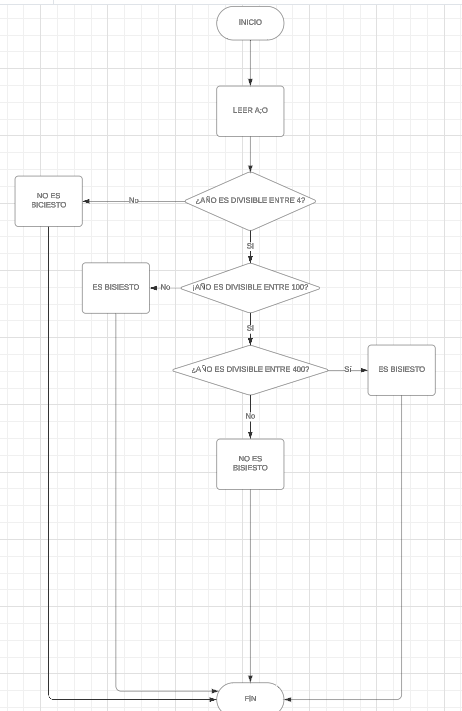 INICIO
LEER A;O
¿AÑO ES DIVISIBLE ENTRE 4?
No
NO ES
BICIESTO
SI
¡AÑO ES DIVISIBLE ENTRE 100?
No
ES BISIESTO
SI
¿AÑO ES DIVISIBLE ENTRE 400?
Sí
ES BISIESTO
No
NO ES
BISIESTO
FIN